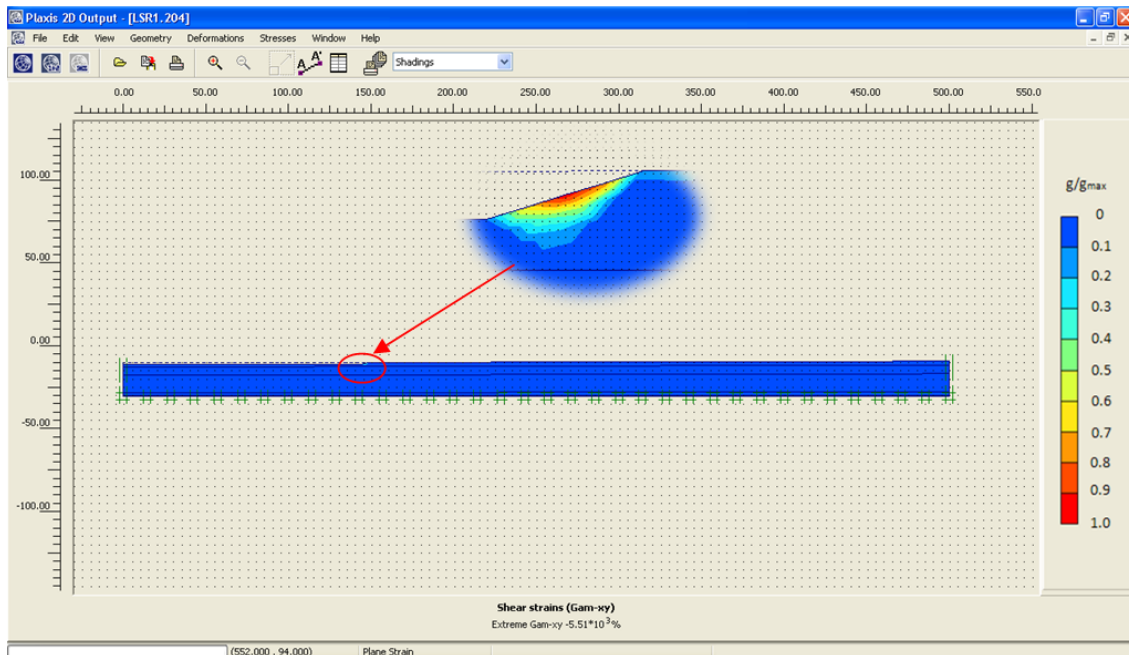 Plaxis 2D Output - [LSR1.204]
File Edit View Geometry Deformations Stresses Window Help
Shadings
0.00 50.00 100.00 150.00 200.00 250.00 300.00 350.00 400.00 450.00 500.00 550.0
100.00
50.00
0.00
-50.00
-100.00
g/gmax
0
0.1
0.2
0.3
0.4
0.5
0.6
0.7
0.8
0.9
1.0
Shear strains (Gam-xy)
Extreme Gam-xy -5.51*10³%
(552.000 , 94.000) Plane Strain